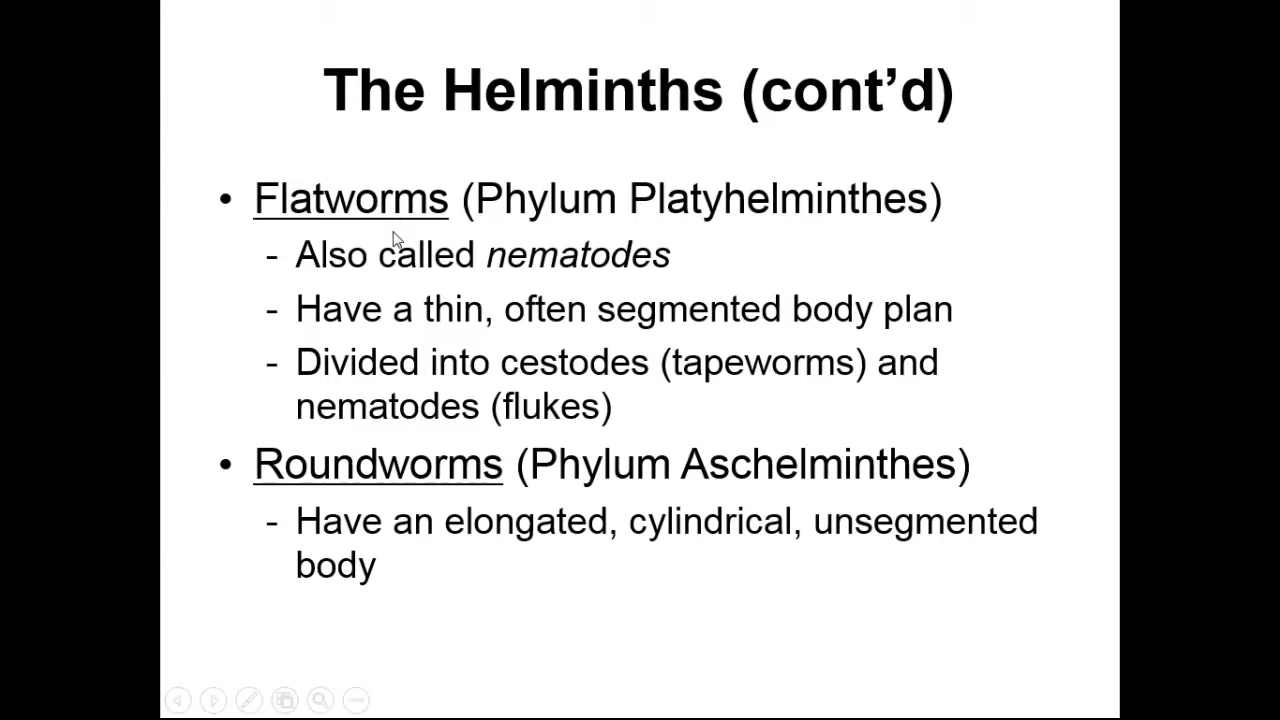 The Helminths (cont’d)
• Flatworms (Phylum Platyhelminthes)
- Also called nematodes
- Have a thin, often segmented body plan
- Divided into cestodes (tapeworms) and
nematodes (flukes)
• Roundworms (Phylum Aschelminthes)
- Have an elongated, cylindrical, unsegmented
body